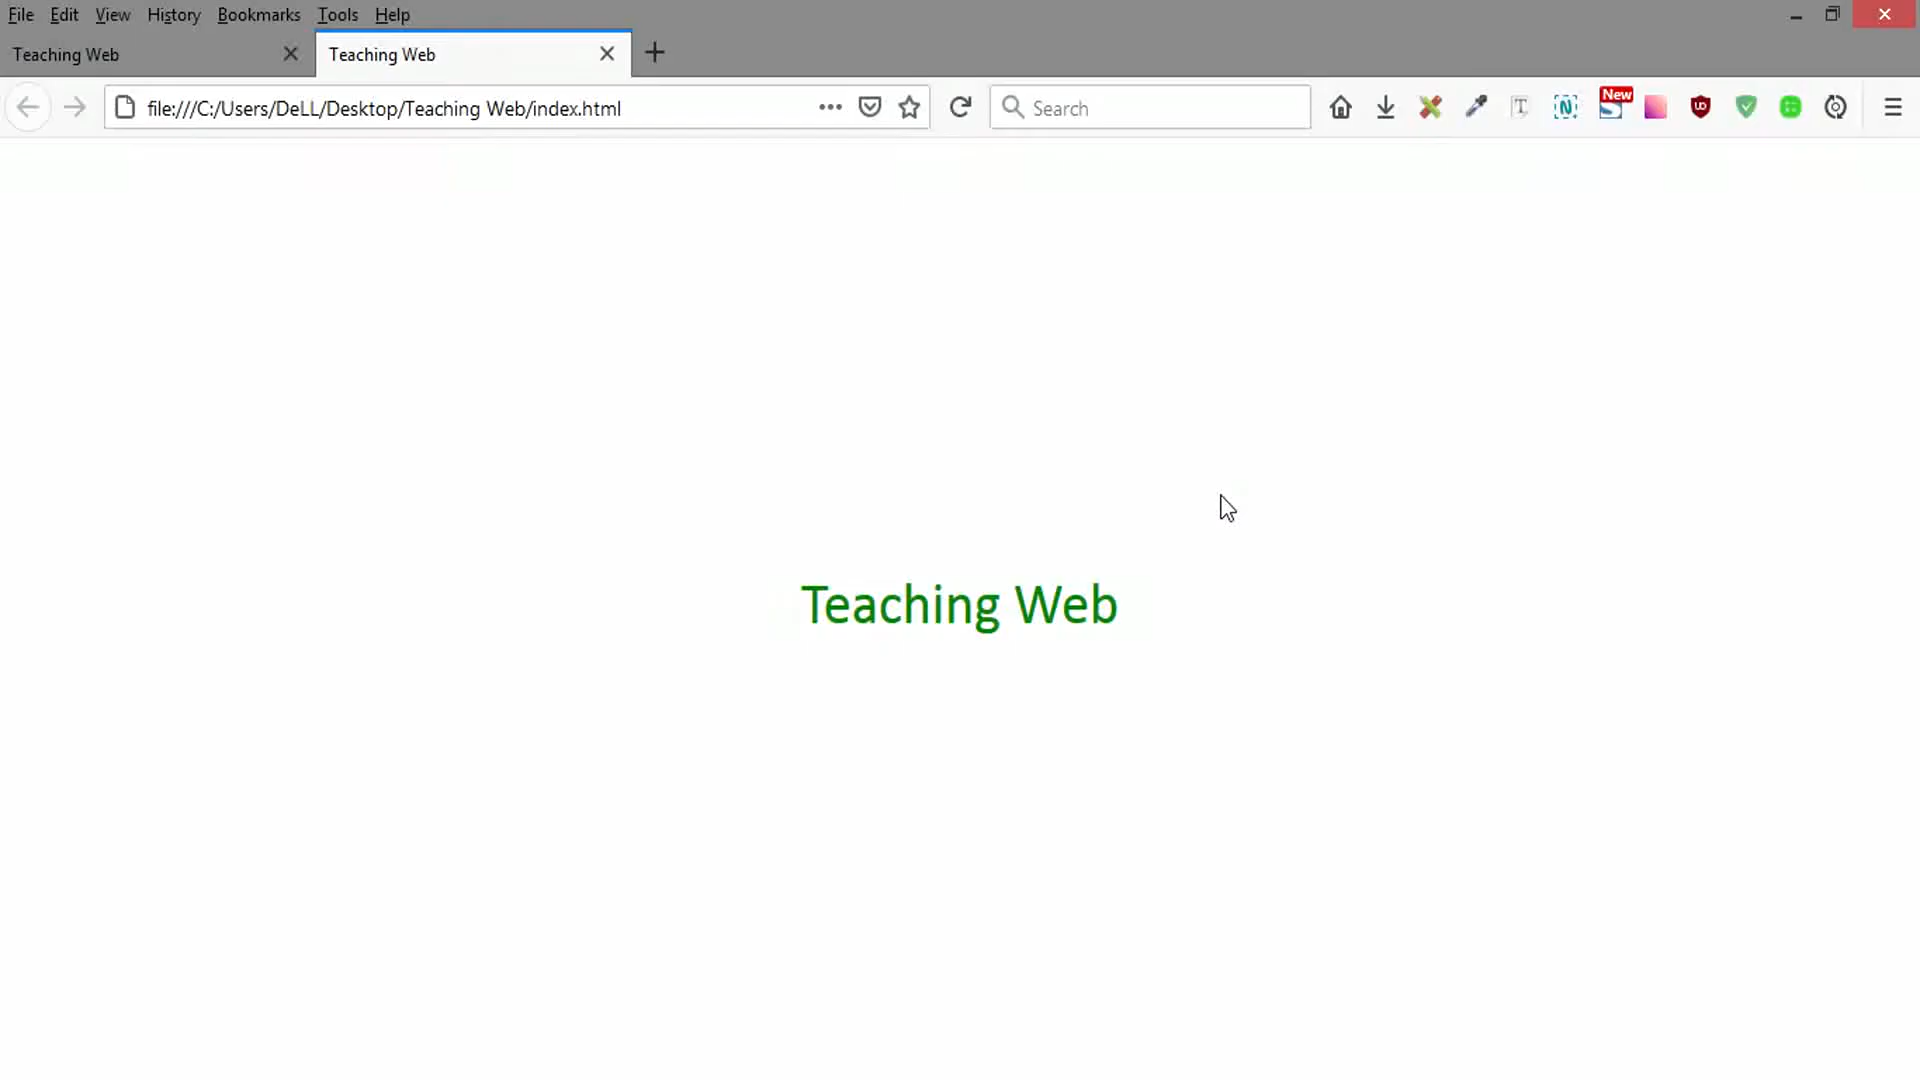 File Edit View History Bookmarks Tools Help
Teaching Web
Teaching Web
file:///C:/Users/DeLL/Desktop/Teaching Web/index.html
Search
T
N
New
S
UD
Teaching Web